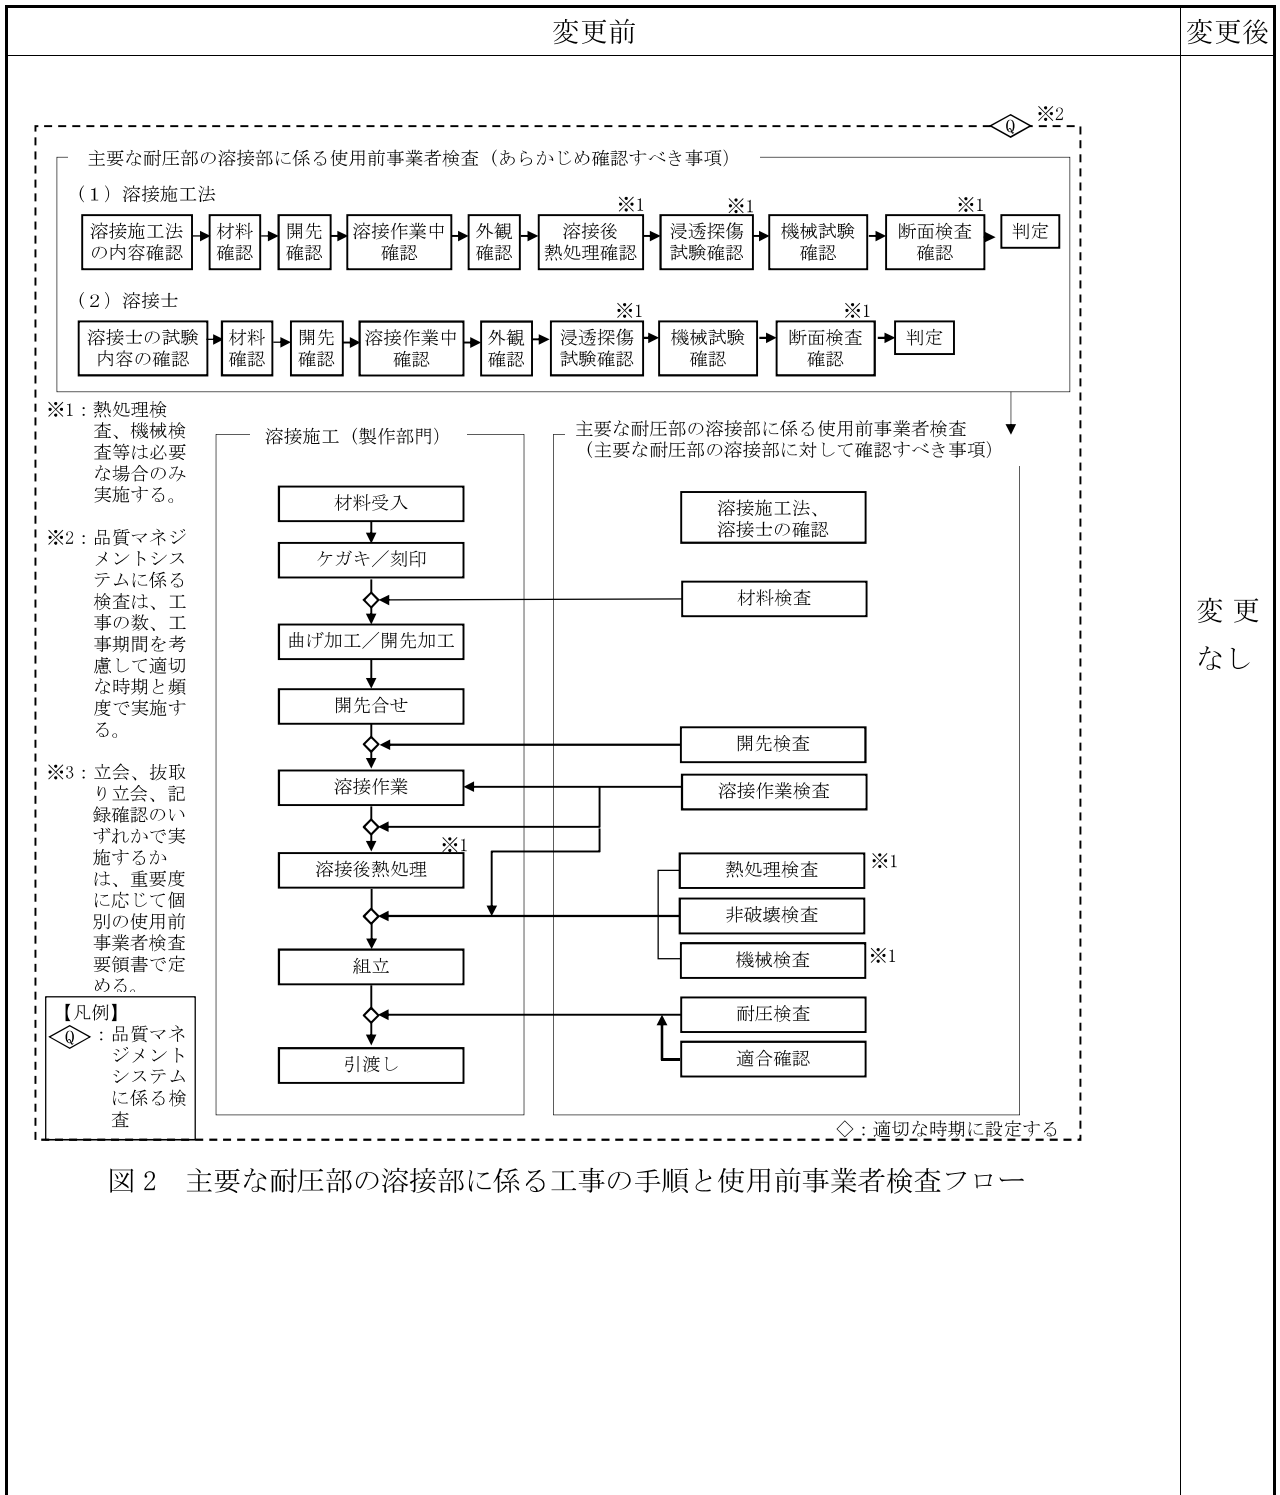 変更前
変更後
※2
Q
主要な耐圧部の溶接部に係る使用前事業者検査（あらかじめ確認すべき事項）
（１）溶接施工法
※1
※1
※1
溶接施工法
の内容確認
材料
確認
開先
確認
溶接作業中
確認
外観
確認
溶接後
熱処理確認
浸透探傷
試験確認
機械試験
確認
断面検査
確認
判定
（２）溶接士
※1
※1
溶接士の試験
内容の確認
材料
確認
開先
確認
溶接作業中
確認
外観
確認
浸透探傷
試験確認
機械試験
確認
断面検査
確認
判定
※1：熱処理検
査、機械検
査等は必要
な場合のみ
実施する。
※2：品質マネジ
メントシス
テムに係る
検査は、工
事の数、工
事期間を考
慮して適切
な時期と頻
度で実施す
る。
※3：立会、抜取
り立会、記
録確認のい
ずれかで実
施するか
は、重要度
に応じて個
別の使用前
事業者検査
要領書で定
める。
【凡例】
Q：品質マネ
ジメント
システム
に係る検
査
溶接施工（製作部門）
材料受入
ケガキ／刻印
曲げ加工／開先加工
開先合せ
溶接作業
※1
溶接後熱処理
組立
引渡し
主要な耐圧部の溶接部に係る使用前事業者検査
（主要な耐圧部の溶接部に対して確認すべき事項）
溶接施工法、
溶接士の確認
材料検査
開先検査
溶接作業検査
熱処理検査
※1
非破壊検査
機械検査
※1
耐圧検査
適合確認
◇：適切な時期に設定する
図２　主要な耐圧部の溶接部に係る工事の手順と使用前事業者検査フロー
変 更
なし